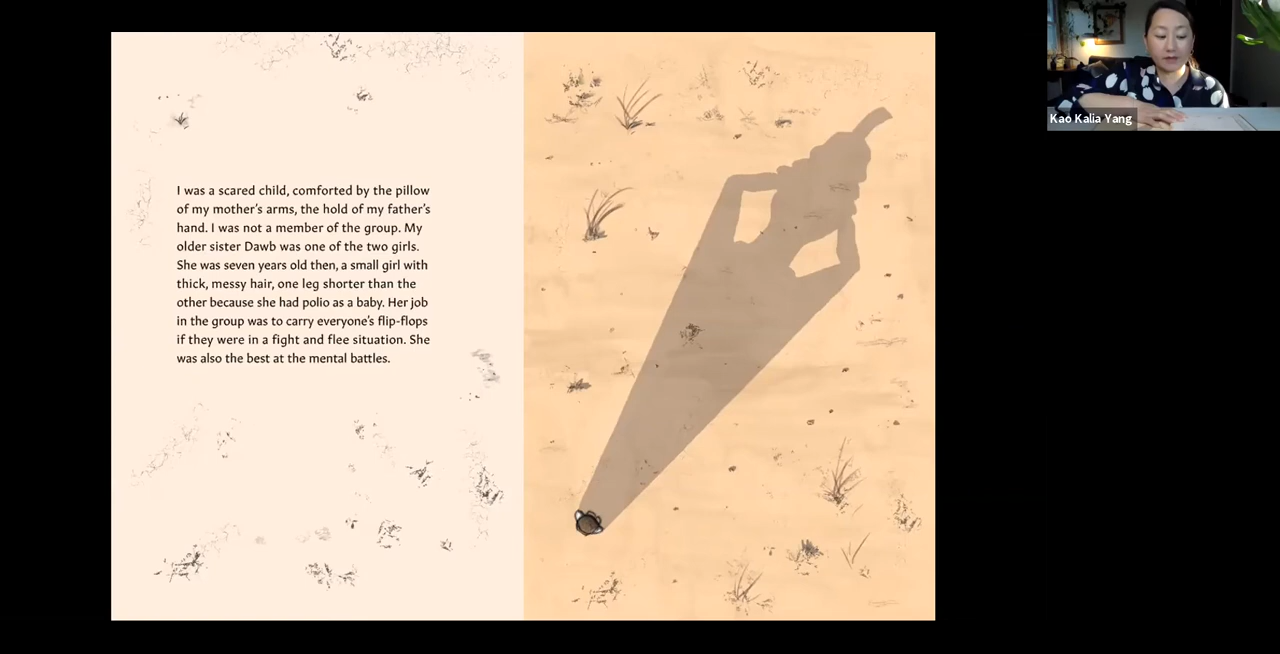 I was a scared child, comforted by the pillow
of my mother's arms, the hold of my father's
hand. I was not a member of the group. My
older sister Dawb was one of the two girls.
She was seven years old then, a small girl with
thick, messy hair, one leg shorter than the
other because she had polio as a baby. Her job
in the group was to carry everyone's flip-flops
if they were in a fight and flee situation. She
was also the best at the mental battles.
Kao Kalia Yang